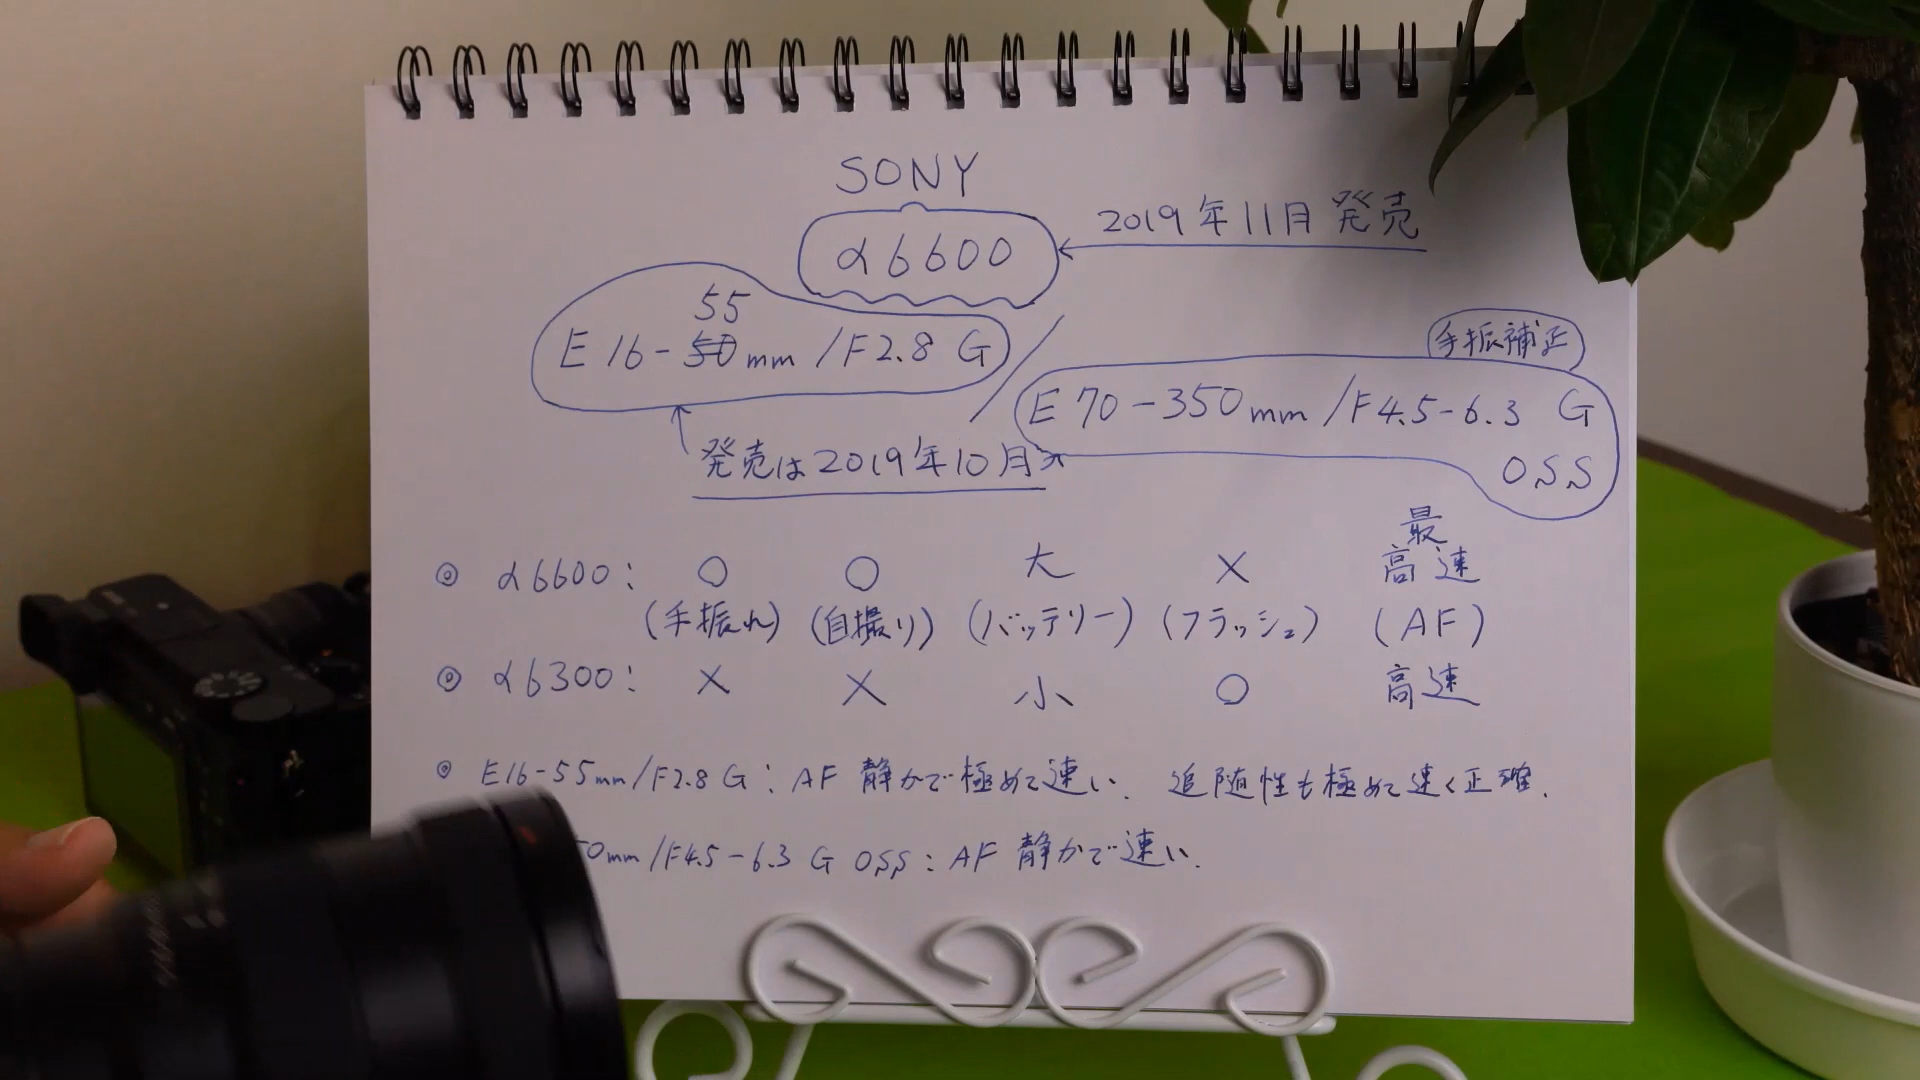 SONY
α6600
2019年11月発売
55
E 16-50mm /F2.8 G
手振補正
E 70-350mm /F4.5-6.3 G
OSS
発売は2019年10月
最
◎ α6600: ○ ○ 大 × 高速
(手振れ) (自撮り) (バッテリー) (フラッシュ) (AF)
◎ α6300: × × 小 ○ 高速
◎ E16-55mm/F2.8 G: AF 静かで極めて速い. 追随性も極めて速く正確.
50mm/F4.5-6.3 G OSS: AF 静かで速い.